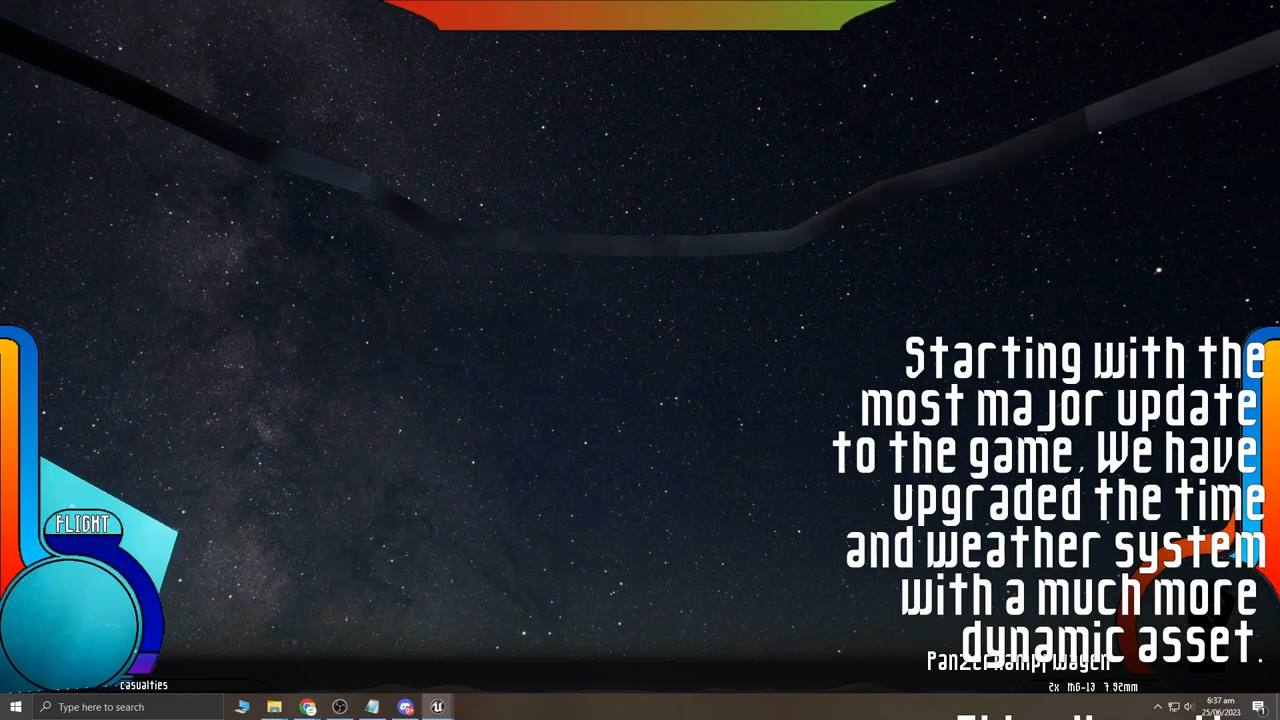 Starting with the
most major update
to the game. We have
upgraded the time
and weather system
with a much more
dynamic asset.
FLIGHT
Panzerkampfwagen
casualties
2x MG-13 7.92mm
Type here to search
6:37 am
25/06/2023